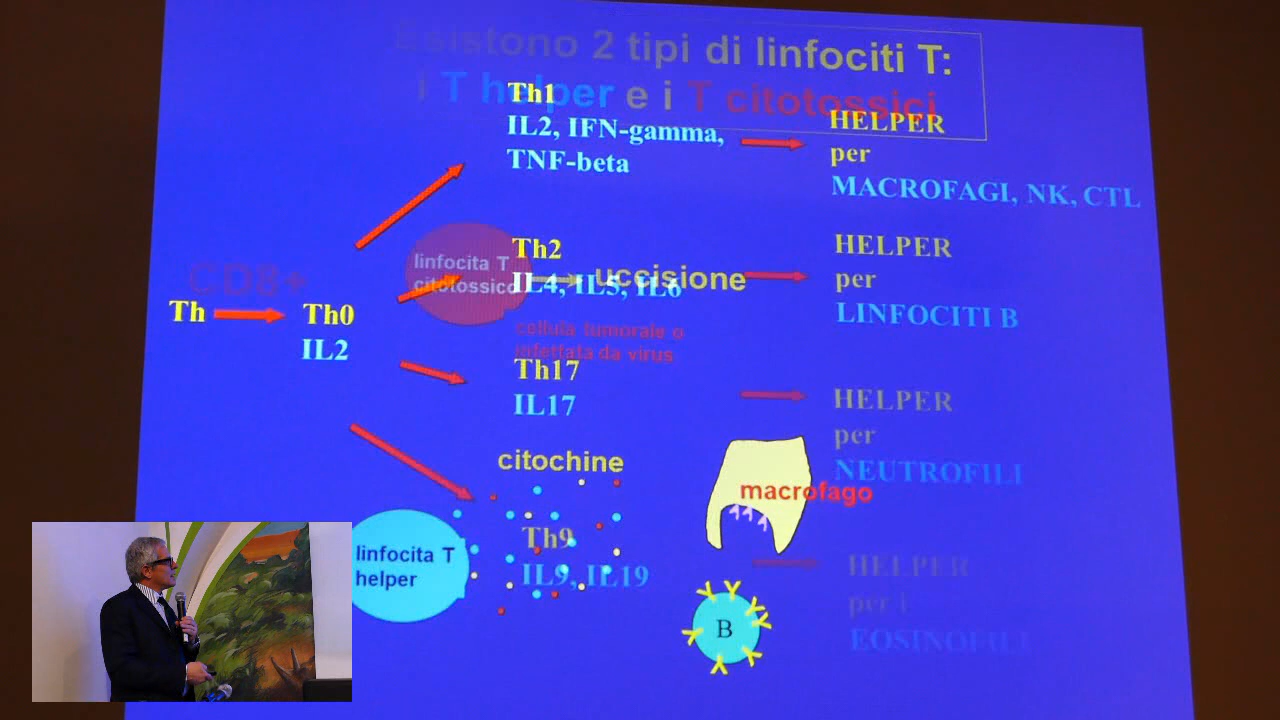 Esistono 2 tipi di linfociti T:
i T helper e i T citotossici
Th1
IL2, IFN-gamma,
TNF-beta
HELPER
per
MACROFAGI, NK, CTL
CD8+
linfocita T
citotossico
Th2
IL4, IL5, IL6
uccisione
HELPER
per
LINFOCITI B
Th
Th0
IL2
cellula tumorale o
infettata da virus
Th17
IL17
HELPER
per
NEUTROFILI
citochine
macrofago
linfocita T
helper
Th9
IL9, IL19
B
HELPER
per i
EOSINOFILI